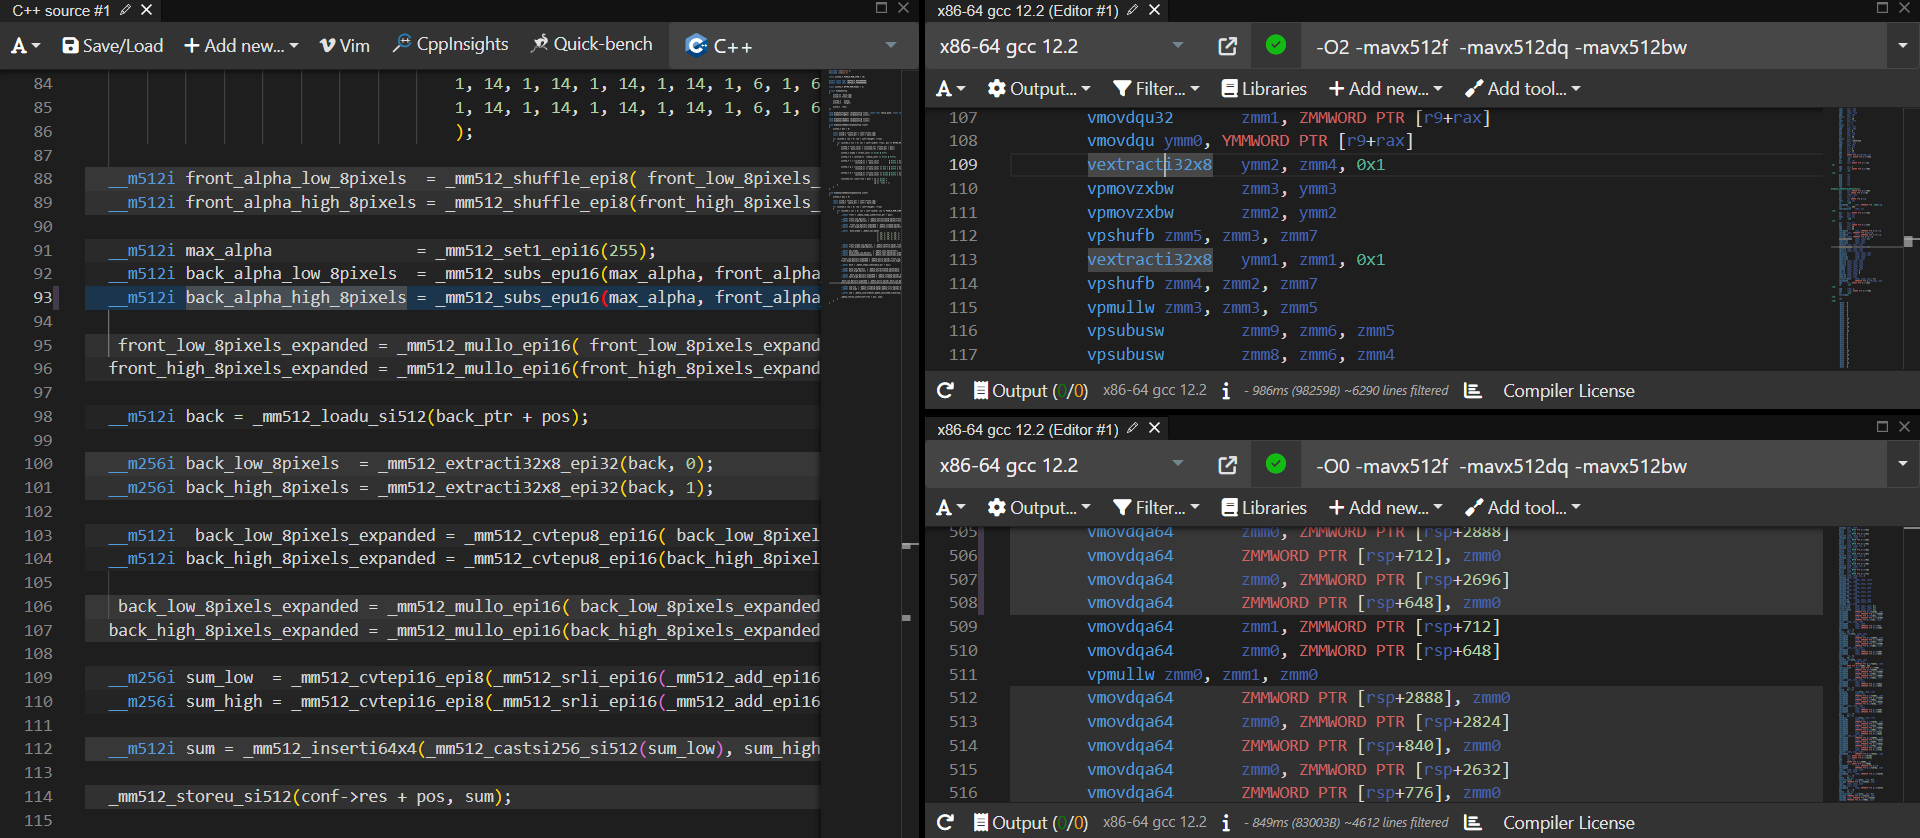 C++ source #1
A Save/Load Add new... Vim CppInsights Quick-bench C++
84 1, 14, 1, 14, 1, 14, 1, 14, 1, 6, 1, 6
85 1, 14, 1, 14, 1, 14, 1, 14, 1, 6, 1, 6
86 );
87
88 __m512i front_alpha_low_8pixels  = _mm512_shuffle_epi8( front_low_8pixels_
89 __m512i front_alpha_high_8pixels = _mm512_shuffle_epi8(front_high_8pixels_
90
91 __m512i max_alpha                = _mm512_set1_epi16(255);
92 __m512i back_alpha_low_8pixels  = _mm512_subs_epu16(max_alpha, front_alpha
93 __m512i back_alpha_high_8pixels = _mm512_subs_epu16(max_alpha, front_alpha
94
95 front_low_8pixels_expanded = _mm512_mullo_epi16( front_low_8pixels_expand
96 front_high_8pixels_expanded = _mm512_mullo_epi16(front_high_8pixels_expand
97
98 __m512i back = _mm512_loadu_si512(back_ptr + pos);
99
100 __m256i back_low_8pixels  = _mm512_extracti32x8_epi32(back, 0);
101 __m256i back_high_8pixels = _mm512_extracti32x8_epi32(back, 1);
102
103 __m512i  back_low_8pixels_expanded = _mm512_cvtepu8_epi16( back_low_8pixel
104 __m512i back_high_8pixels_expanded = _mm512_cvtepu8_epi16(back_high_8pixel
105
106 back_low_8pixels_expanded = _mm512_mullo_epi16( back_low_8pixels_expanded
107 back_high_8pixels_expanded = _mm512_mullo_epi16(back_high_8pixels_expanded
108
109 __m256i sum_low  = _mm512_cvtepi16_epi8(_mm512_srli_epi16(_mm512_add_epi16
110 __m256i sum_high = _mm512_cvtepi16_epi8(_mm512_srli_epi16(_mm512_add_epi16
111
112 __m512i sum = _mm512_inserti64x4(_mm512_castsi256_si512(sum_low), sum_high
113
114 _mm512_storeu_si512(conf->res + pos, sum);
115
x86-64 gcc 12.2 (Editor #1)
x86-64 gcc 12.2 -O2 -mavx512f  -mavx512dq -mavx512bw
A Output... Filter... Libraries Add new... Add tool...
107 vmovdqu32 zmm1, ZMMWORD PTR [r9+rax]
108 vmovdqu ymm0, YMMWORD PTR [r9+rax]
109 vextracti32x8 ymm2, zmm4, 0x1
110 vpmovzxbw zmm3, ymm3
111 vpmovzxbw zmm2, ymm2
112 vpshufb zmm5, zmm3, zmm7
113 vextracti32x8 ymm1, zmm1, 0x1
114 vpshufb zmm4, zmm2, zmm7
115 vpmullw zmm3, zmm3, zmm5
116 vpsubusw zmm9, zmm6, zmm5
117 vpsubusw zmm8, zmm6, zmm4
Output (0/0) x86-64 gcc 12.2 i - 986ms (98259B) ~6290 lines filtered Compiler License
x86-64 gcc 12.2 (Editor #1)
x86-64 gcc 12.2 -O0 -mavx512f  -mavx512dq -mavx512bw
A Output... Filter... Libraries Add new... Add tool...
505 vmovdqa64 zmm0, ZMMWORD PTR [rsp+2888]
506 vmovdqa64 ZMMWORD PTR [rsp+712], zmm0
507 vmovdqa64 zmm0, ZMMWORD PTR [rsp+2696]
508 vmovdqa64 ZMMWORD PTR [rsp+648], zmm0
509 vmovdqa64 zmm1, ZMMWORD PTR [rsp+712]
510 vmovdqa64 zmm0, ZMMWORD PTR [rsp+648]
511 vpmullw zmm0, zmm1, zmm0
512 vmovdqa64 ZMMWORD PTR [rsp+2888], zmm0
513 vmovdqa64 zmm0, ZMMWORD PTR [rsp+2824]
514 vmovdqa64 ZMMWORD PTR [rsp+840], zmm0
515 vmovdqa64 zmm0, ZMMWORD PTR [rsp+2632]
516 vmovdqa64 ZMMWORD PTR [rsp+776], zmm0
Output (0/0) x86-64 gcc 12.2 i - 849ms (83003B) ~4612 lines filtered Compiler License